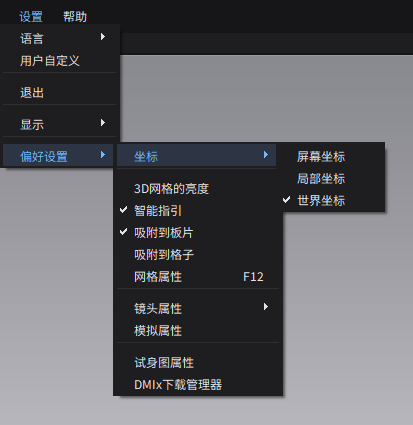 设置 帮助
语言
用户自定义
退出
显示
偏好设置
坐标
3D网格的亮度
智能指引
吸附到板片
吸附到格子
网格属性 F12
镜头属性
模拟属性
试身图属性
DMIx下载管理器
屏幕坐标
局部坐标
世界坐标